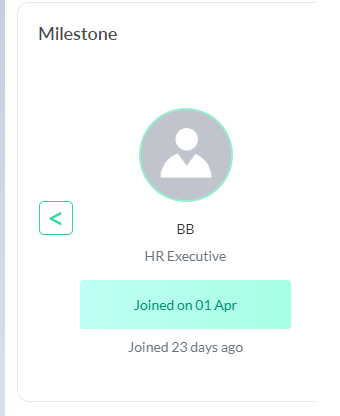 Milestone
<
BB
HR Executive
Joined on 01 Apr
Joined 23 days ago